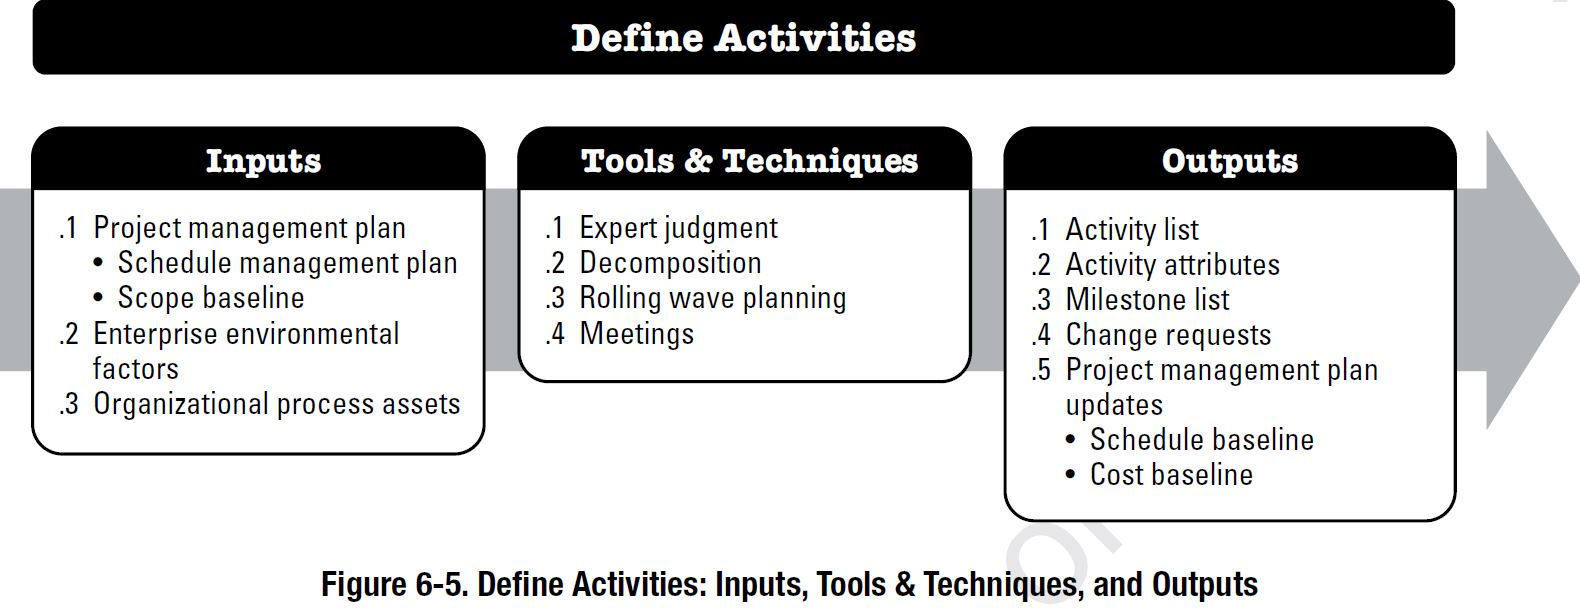 Define Activities
Inputs
.1 Project management plan
• Schedule management plan
• Scope baseline
.2 Enterprise environmental
factors
.3 Organizational process assets
Tools & Techniques
.1 Expert judgment
.2 Decomposition
.3 Rolling wave planning
.4 Meetings
Outputs
.1 Activity list
.2 Activity attributes
.3 Milestone list
.4 Change requests
.5 Project management plan
updates
• Schedule baseline
• Cost baseline
Figure 6-5. Define Activities: Inputs, Tools & Techniques, and Outputs